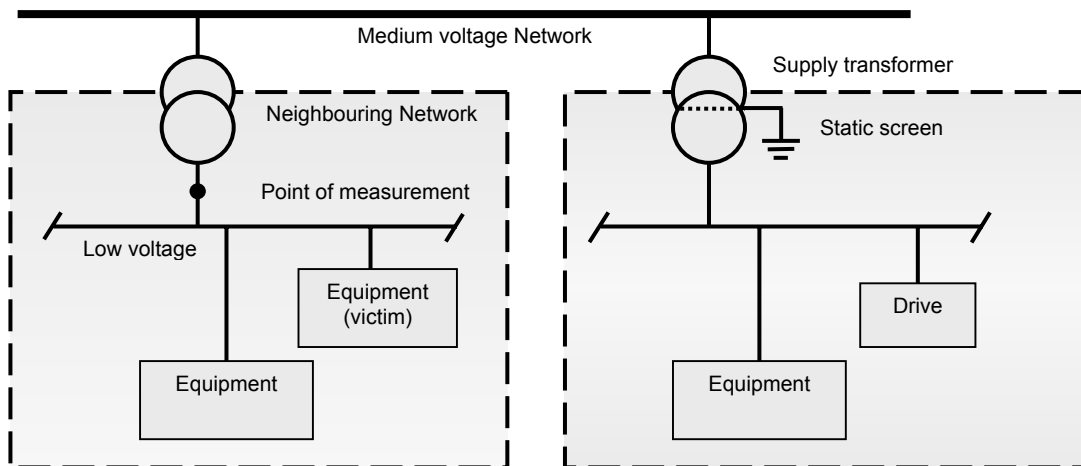 Medium voltage Network
Supply transformer
Neighbouring Network
Static screen
Point of measurement
Low voltage
Equipment
(victim)
Drive
Equipment
Equipment